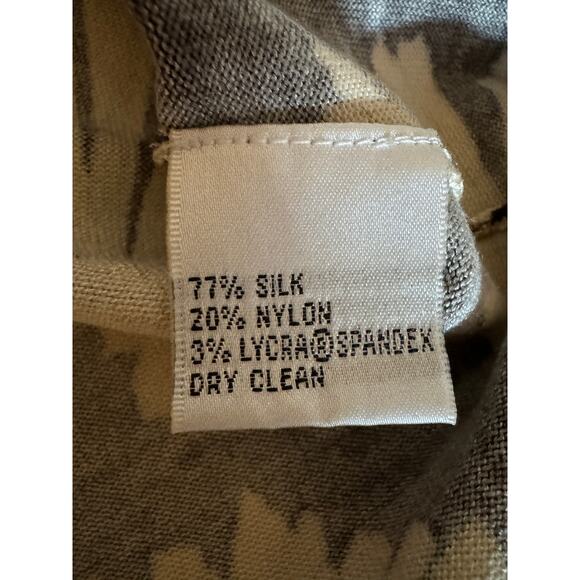 77% SILK
20% NYLON
3% LYCRA®SPANDEX
DRY CLEAN